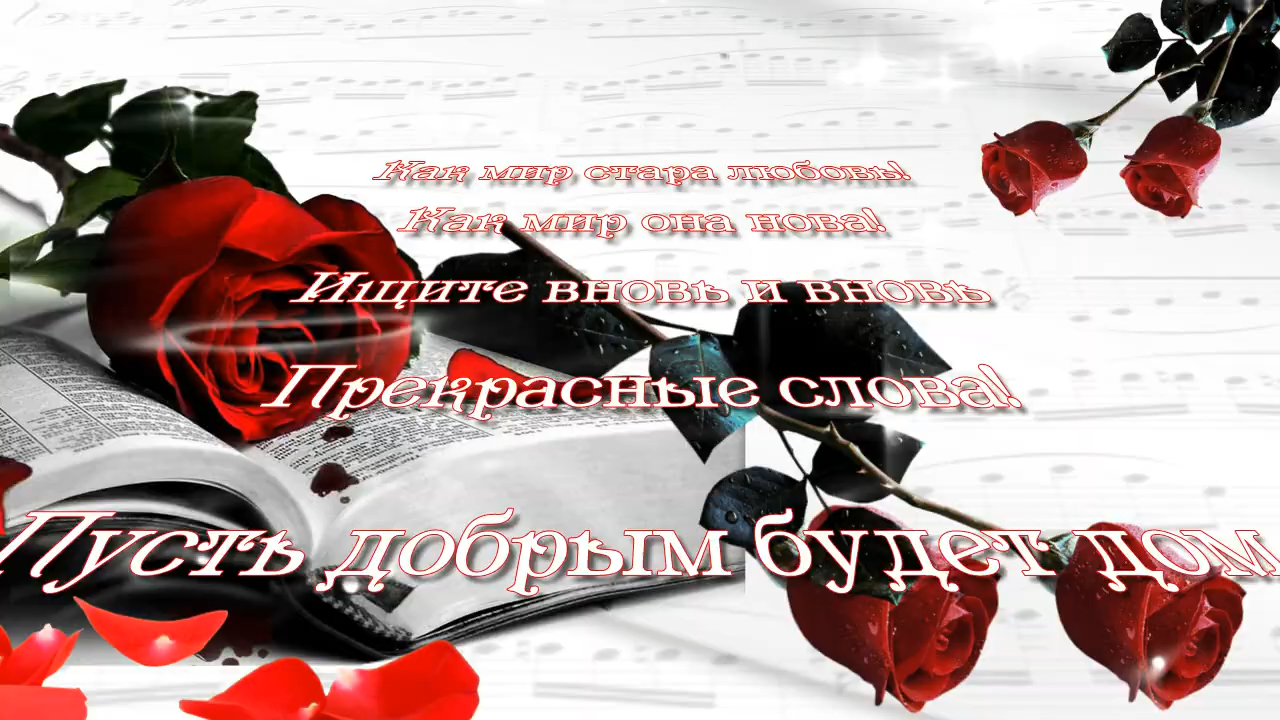 Как мир стара любовь!
Как мир она нова!
Ищите вновь и вновь
Прекрасные слова!
Пусть добрым будет дом